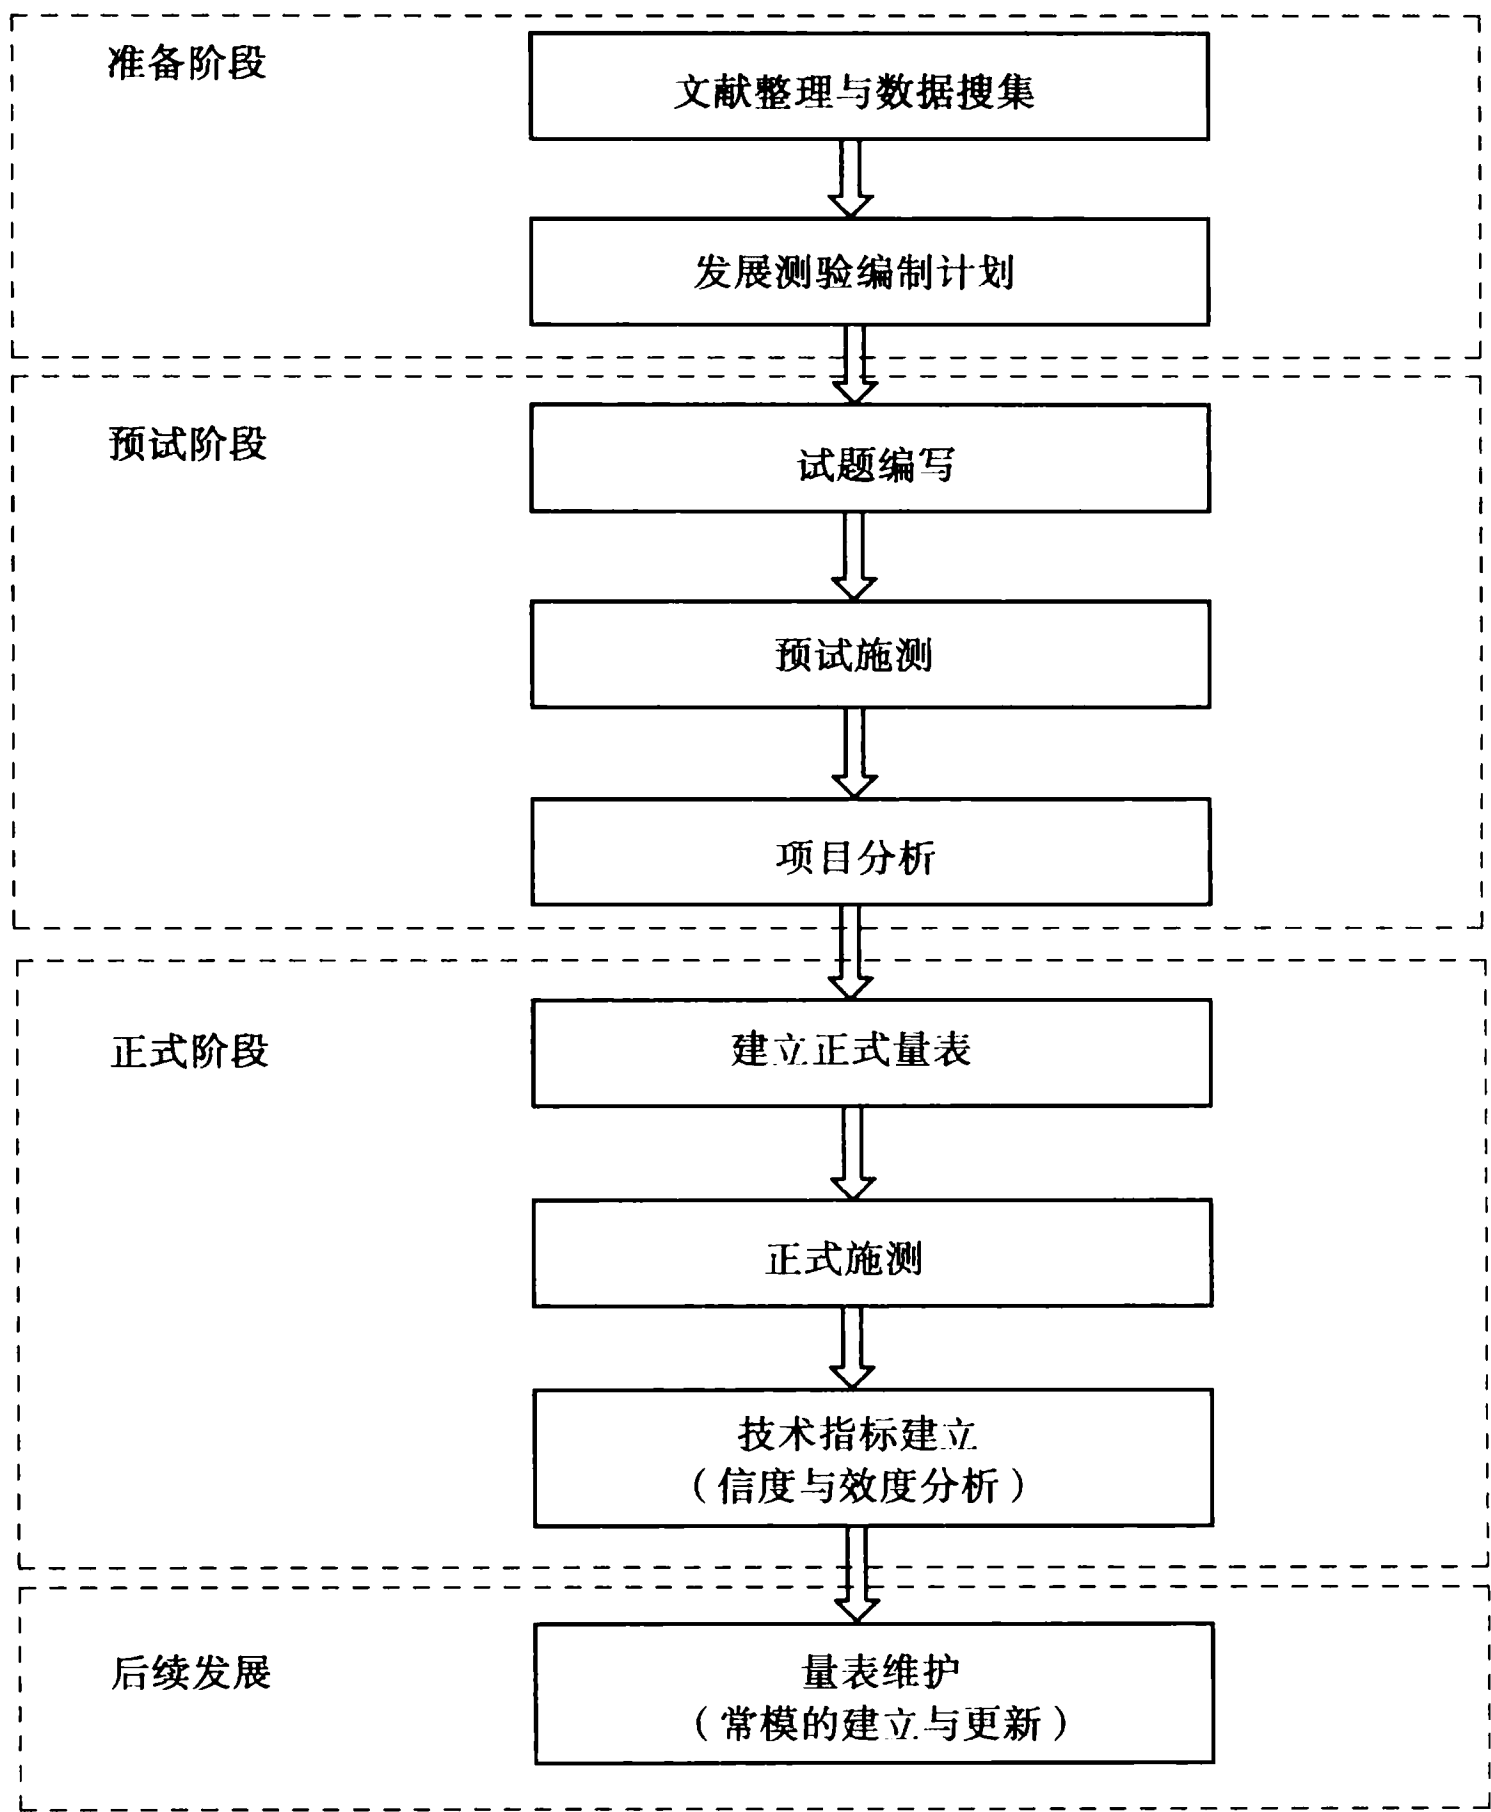 准备阶段
文献整理与数据搜集
发展测验编制计划
预试阶段
试题编写
预试施测
项目分析
正式阶段
建立正式量表
正式施测
技术指标建立
（信度与效度分析）
后续发展
量表维护
（常模的建立与更新）